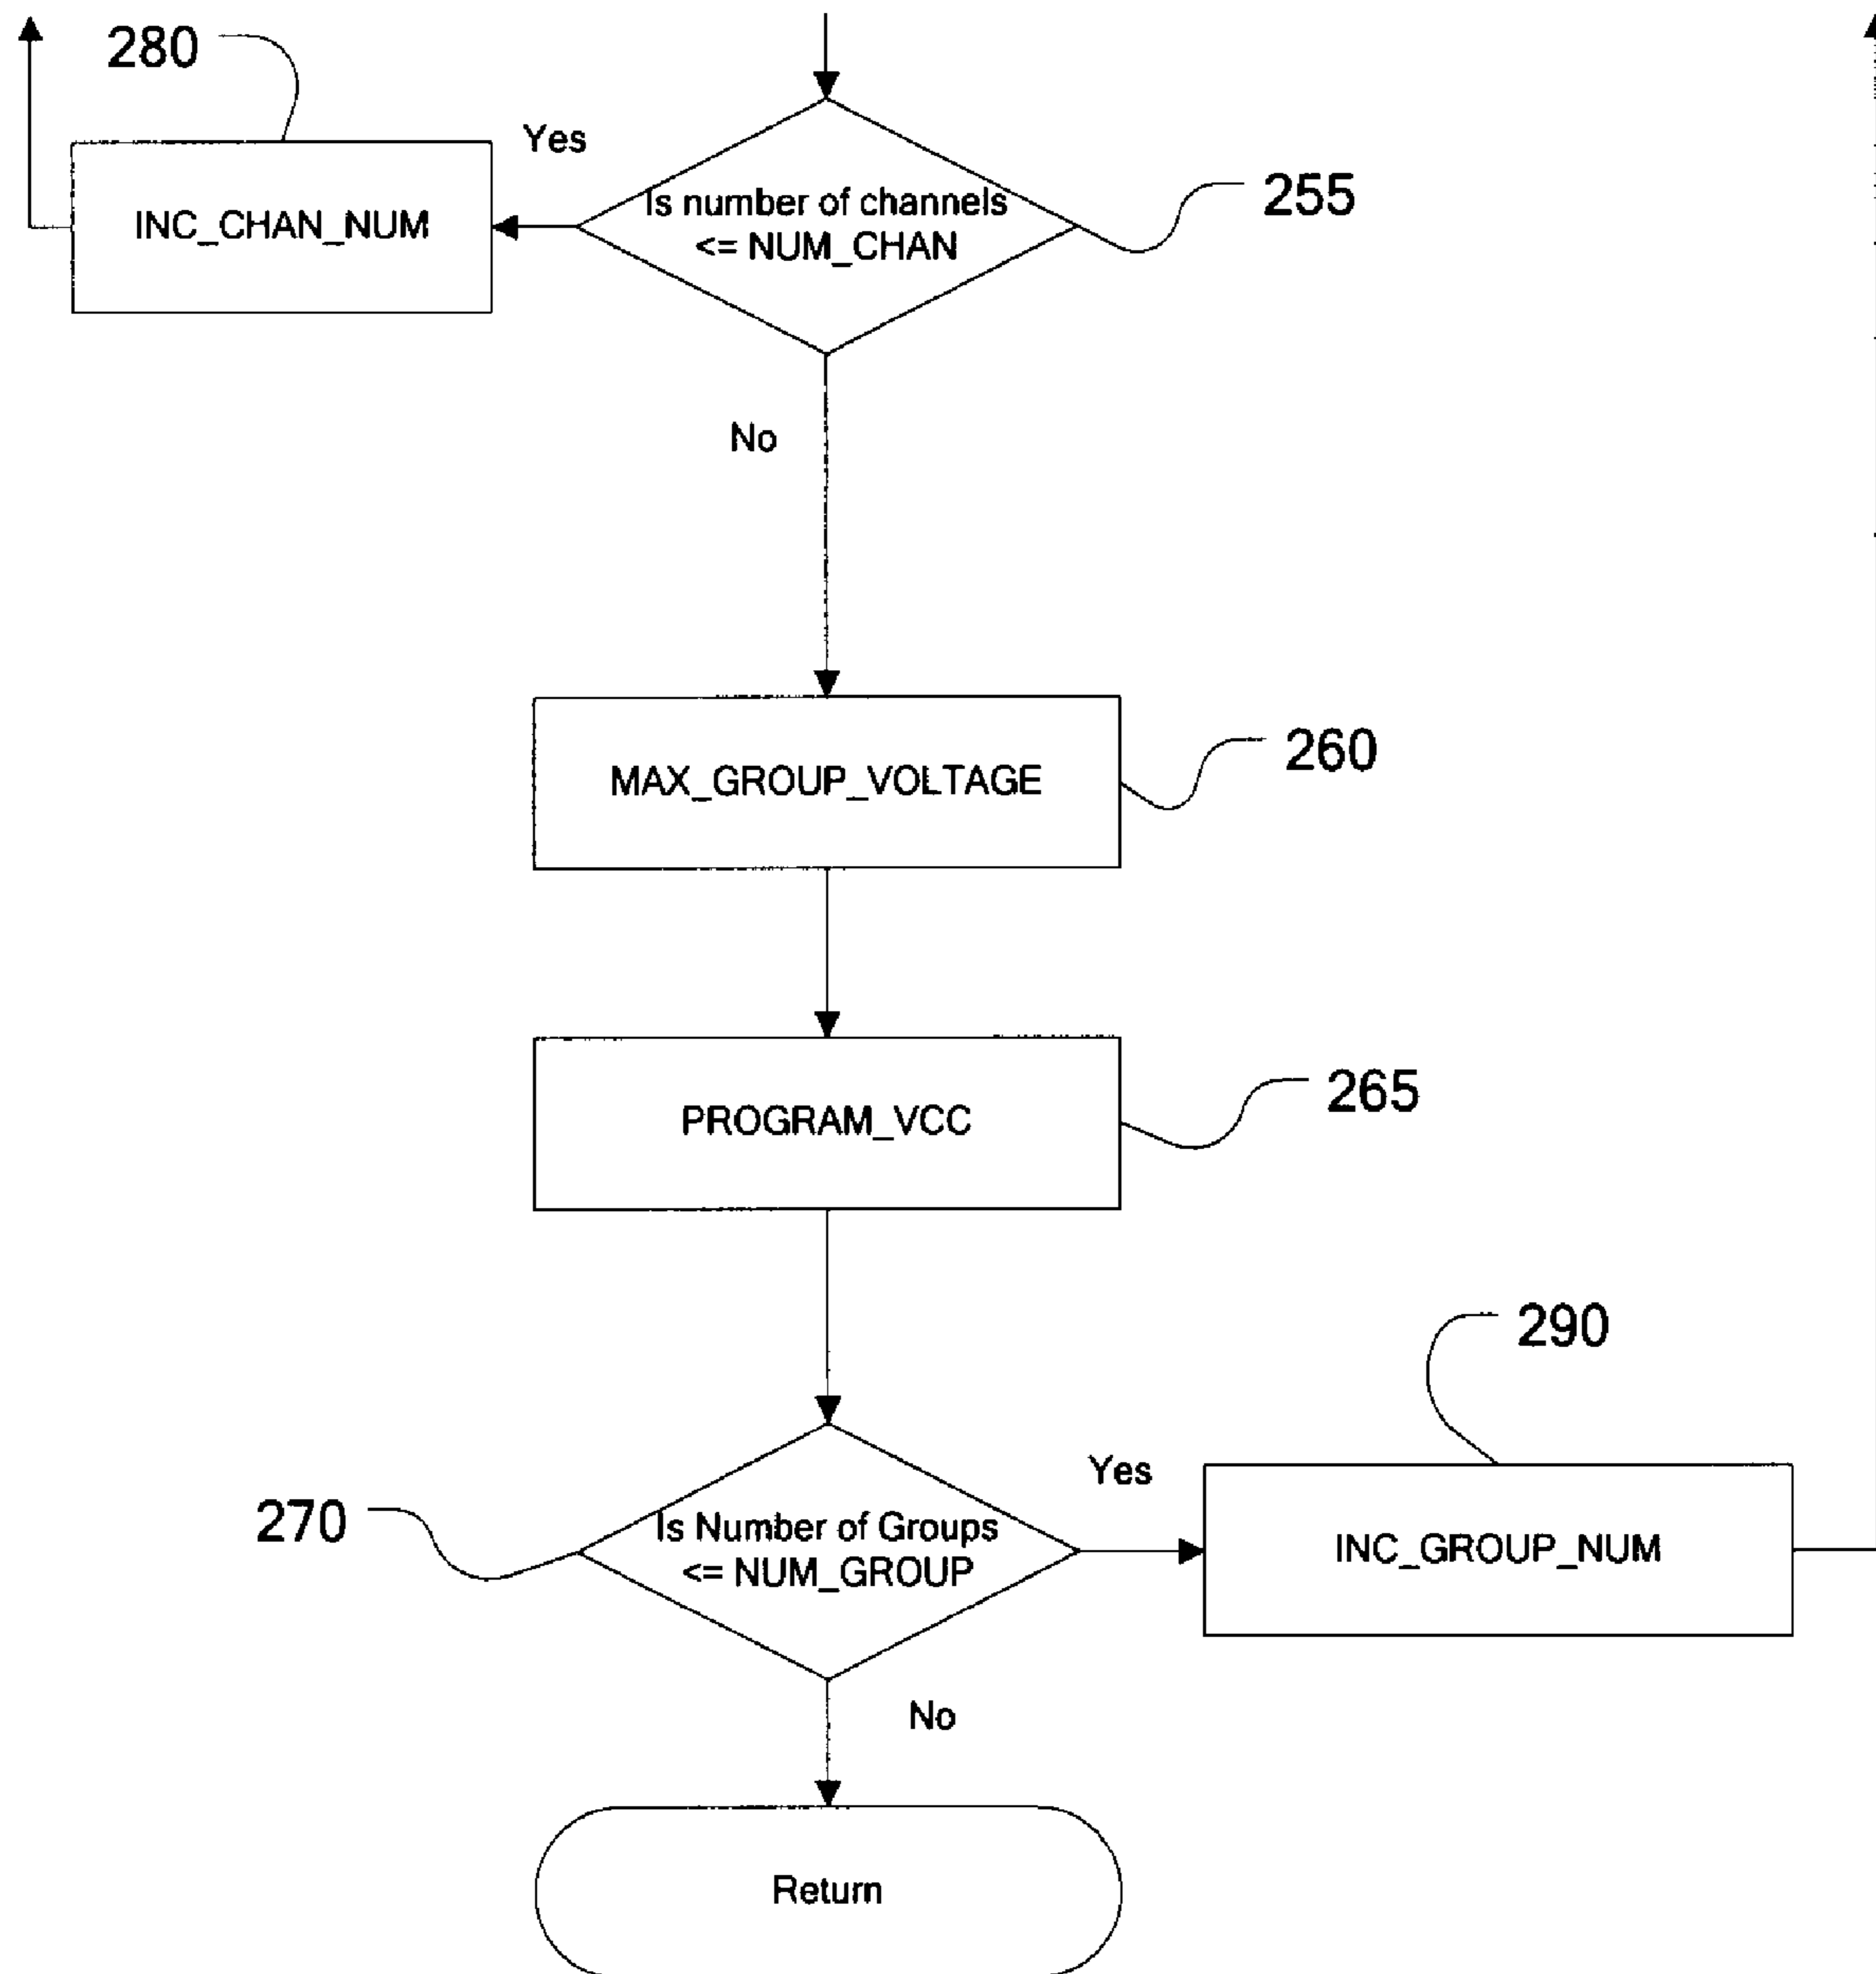 280
Yes
INC_CHAN_NUM
Is number of channels
<= NUM_CHAN
255
No
MAX_GROUP_VOLTAGE
260
PROGRAM_VCC
265
290
Yes
270
Is Number of Groups
<= NUM_GROUP
INC_GROUP_NUM
No
Return